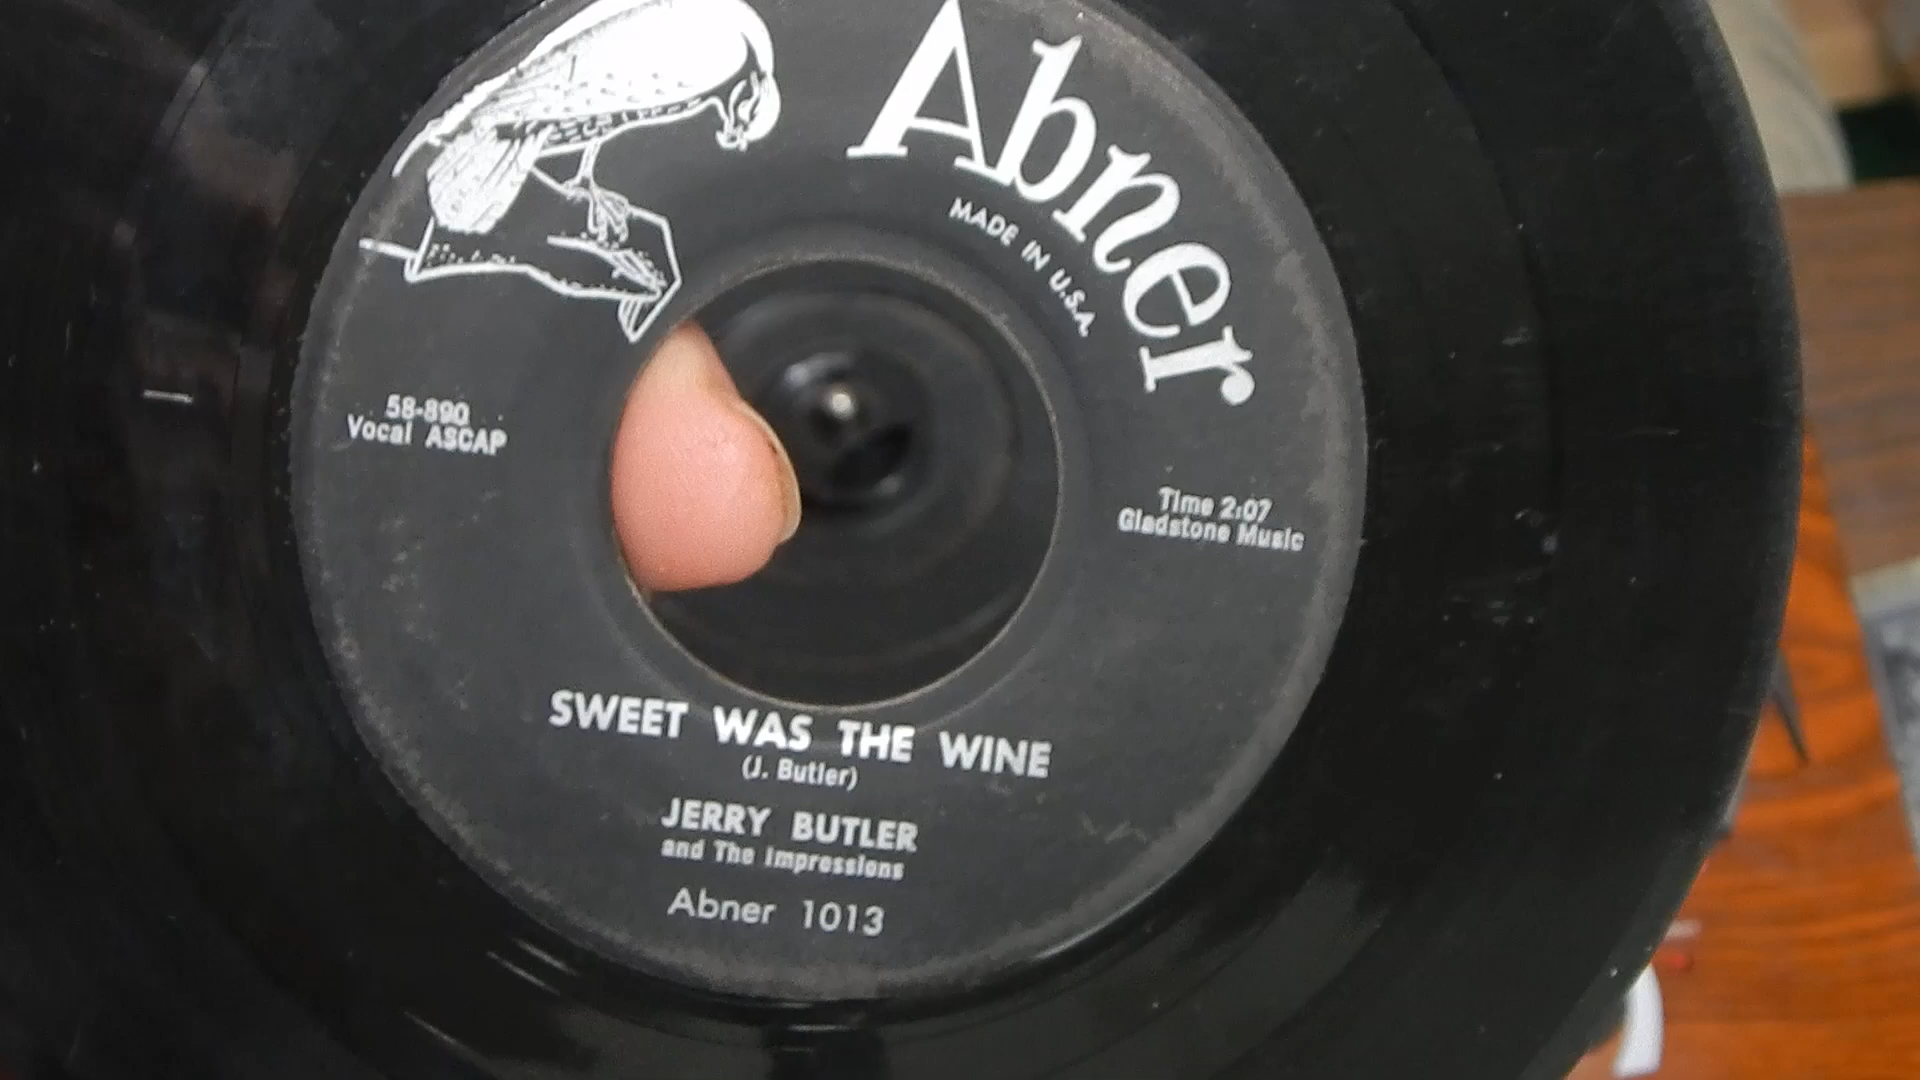 Abner
MADE IN U.S.A.
58-890
Vocal ASCAP
Time 2:07
Gladstone Music
SWEET WAS THE WINE
(J. Butler)
JERRY BUTLER
and The Impressions
Abner 1013